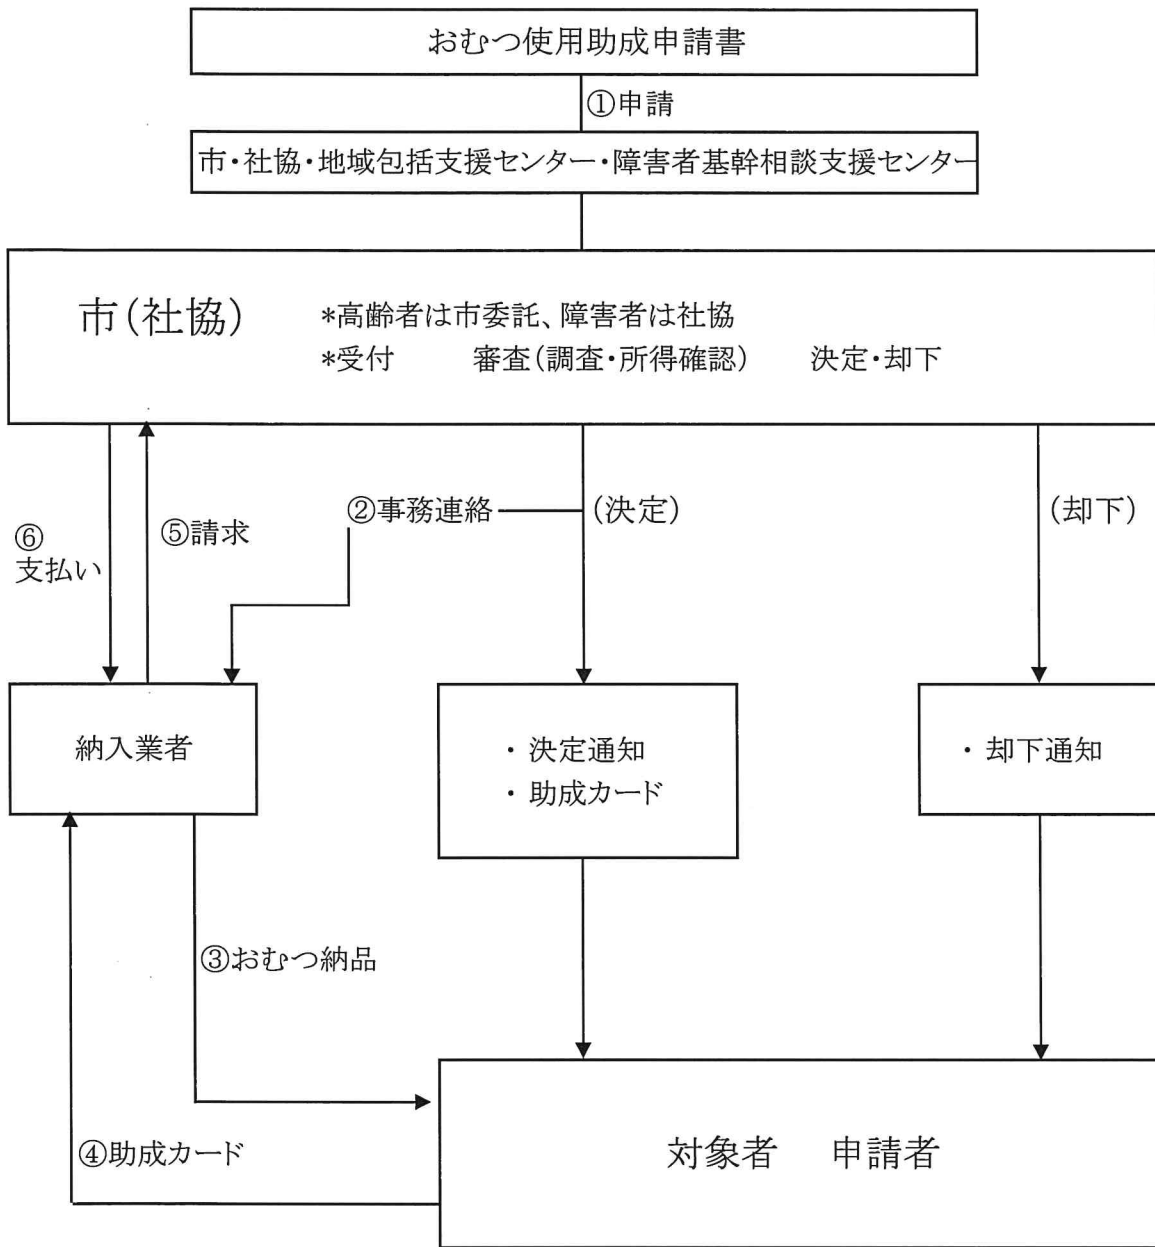 おむつ使用助成申請書
①申請
市・社協・地域包括支援センター・障害者基幹相談支援センター
市(社協)
*高齢者は市委託、障害者は社協
*受付　　審査(調査・所得確認)　　決定・却下
②事務連絡
(決定)
(却下)
⑤請求
⑥
支払い
納入業者
・ 決定通知
・ 助成カード
・ 却下通知
③おむつ納品
④助成カード
対象者　申請者